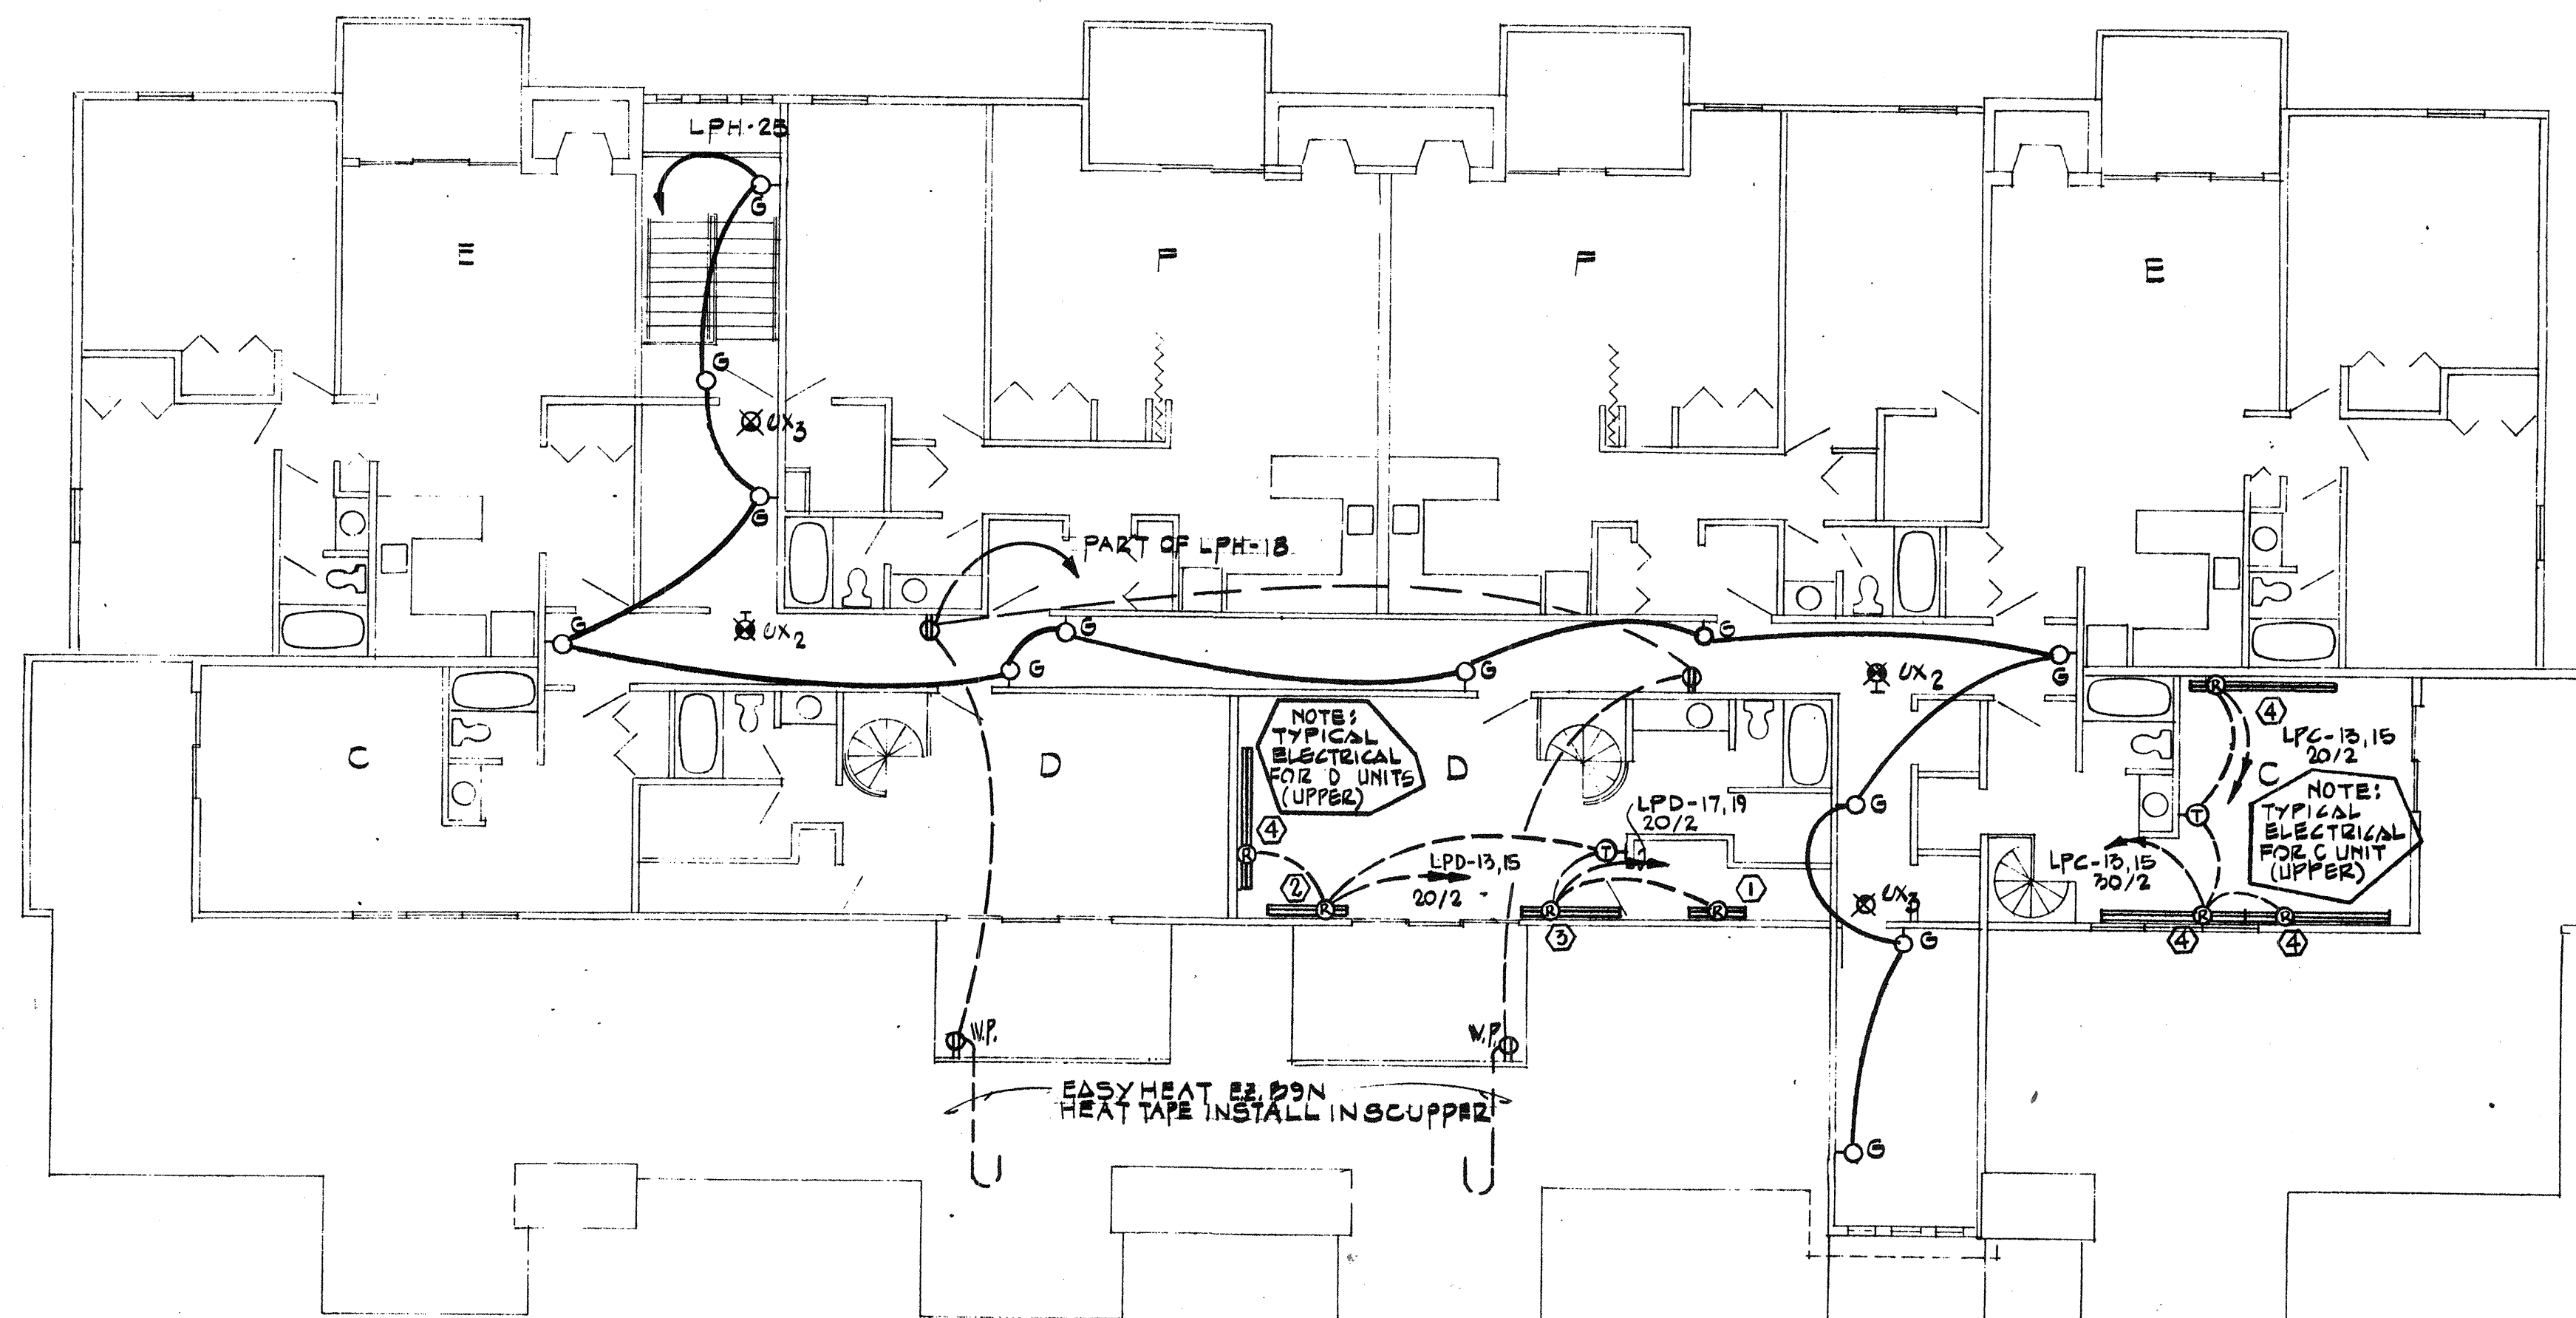 LPH-25
G
E
F
F
E
G
UX3
G
PART OF LPH-18
G
UX2
G
G
G
G
UX2
G
C
D
NOTE:
TYPICAL
ELECTRICAL
FOR D UNITS
(UPPER)
D
4
LPC-13,15
20/2
C
NOTE:
TYPICAL
ELECTRICAL
FOR C UNIT
(UPPER)
R
T
LPD-17,19
20/2
G
4
R
T
LPD-13,15
20/2
2
R
R
3
R
1
UX3
LPC-13,15
30/2
R
R
4
4
G
W.P.
W.P.
EASY HEAT EZ. B9N
HEAT TAPE INSTALL IN SCUPPER
G